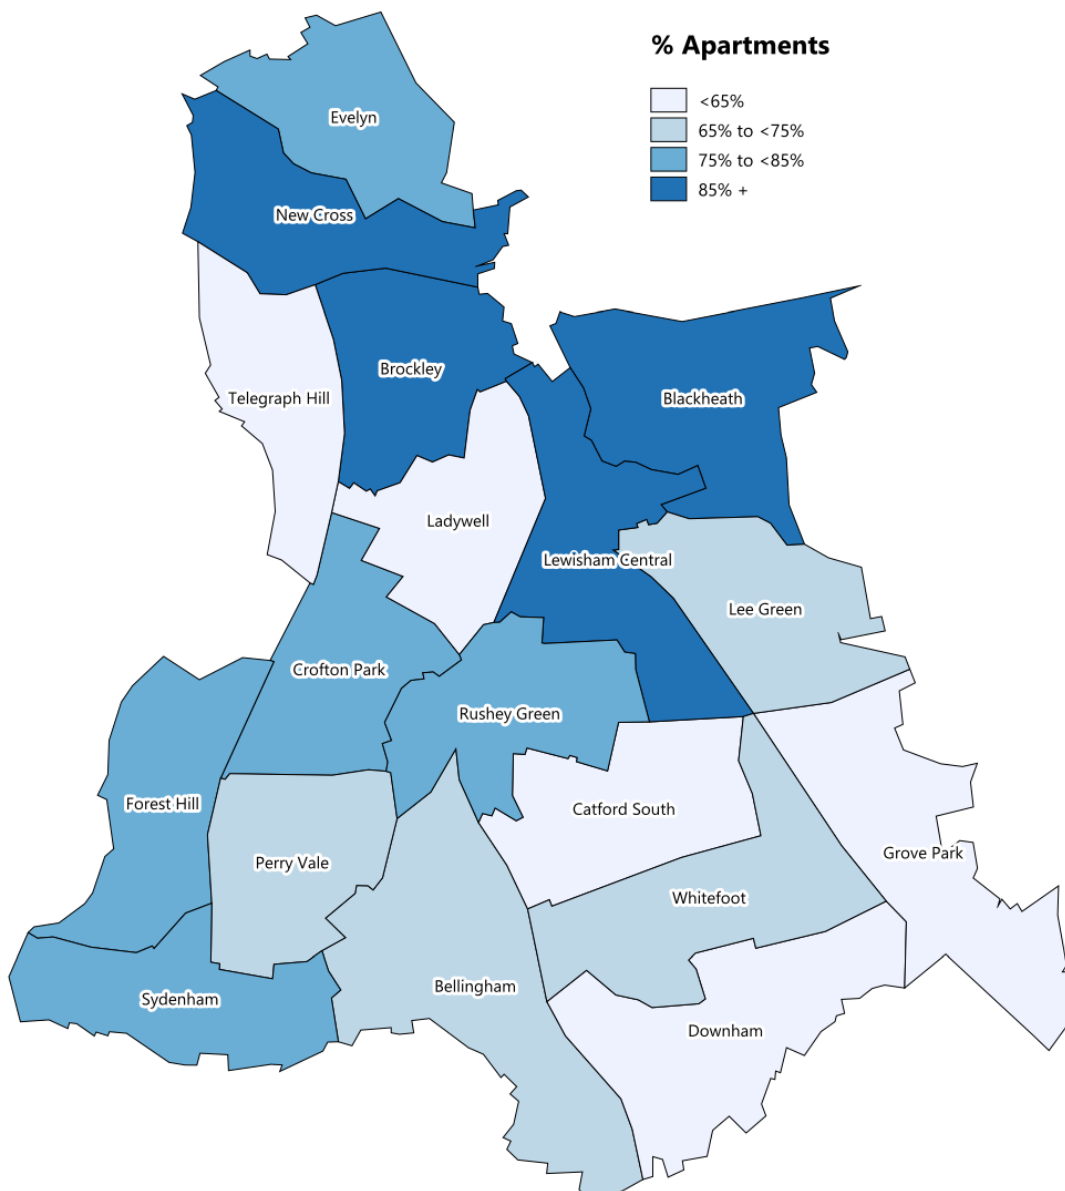 % Apartments
<65%
65% to <75%
75% to <85%
85% +
Evelyn
New Cross
Brockley
Telegraph Hill
Blackheath
Ladywell
Lewisham Central
Lee Green
Crofton Park
Rushey Green
Forest Hill
Catford South
Perry Vale
Grove Park
Whitefoot
Bellingham
Sydenham
Downham